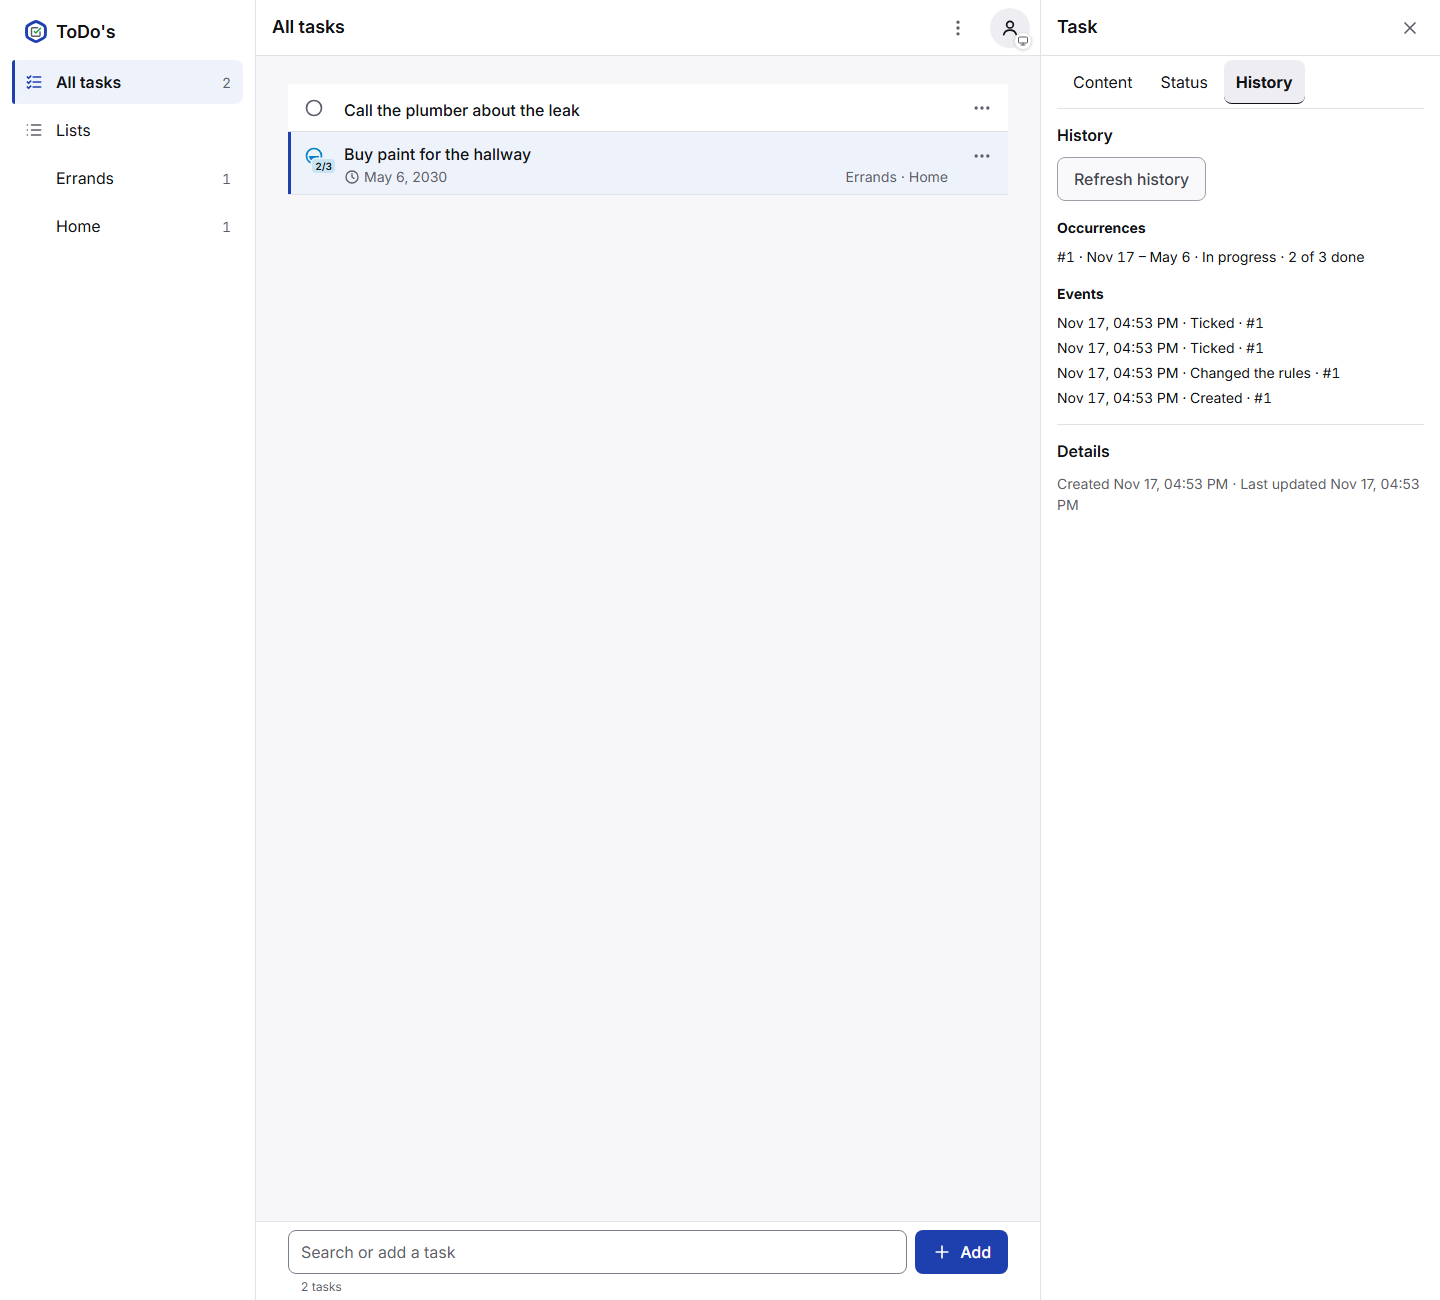 ToDo's
All tasks
2
Lists
Errands
1
Home
1
All tasks
Call the plumber about the leak
2/3
Buy paint for the hallway
May 6, 2030
Errands · Home
Search or add a task
Add
2 tasks
Task
Content
Status
History
History
Refresh history
Occurrences
#1 · Nov 17 – May 6 · In progress · 2 of 3 done
Events
Nov 17, 04:53 PM · Ticked · #1
Nov 17, 04:53 PM · Ticked · #1
Nov 17, 04:53 PM · Changed the rules · #1
Nov 17, 04:53 PM · Created · #1
Details
Created Nov 17, 04:53 PM · Last updated Nov 17, 04:53
PM